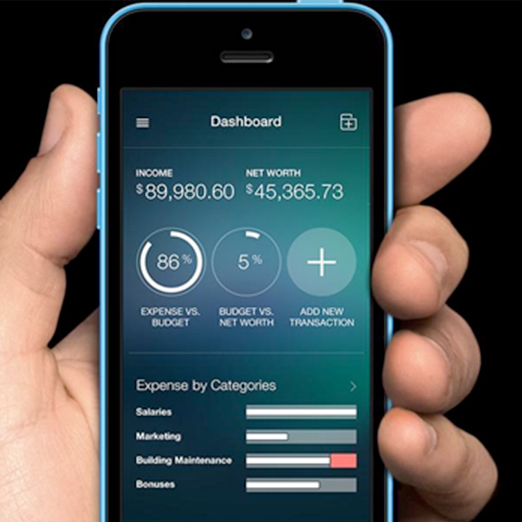 Dashboard
INCOME NET WORTH
$89,980.60 $45,365.73
86% 5%
EXPENSE VS. BUDGET VS. ADD NEW
BUDGET NET WORTH TRANSACTION
Expense by Categories
Salaries
Marketing
Building Maintenance
Bonuses